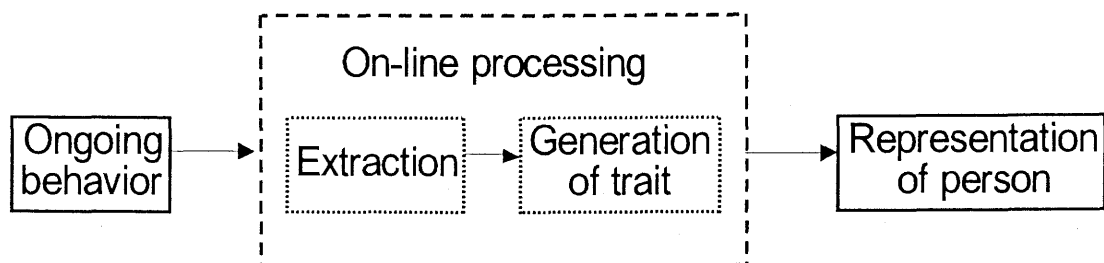 On-line processing
Ongoing
behavior
Extraction
Generation
of trait
Representation
of person